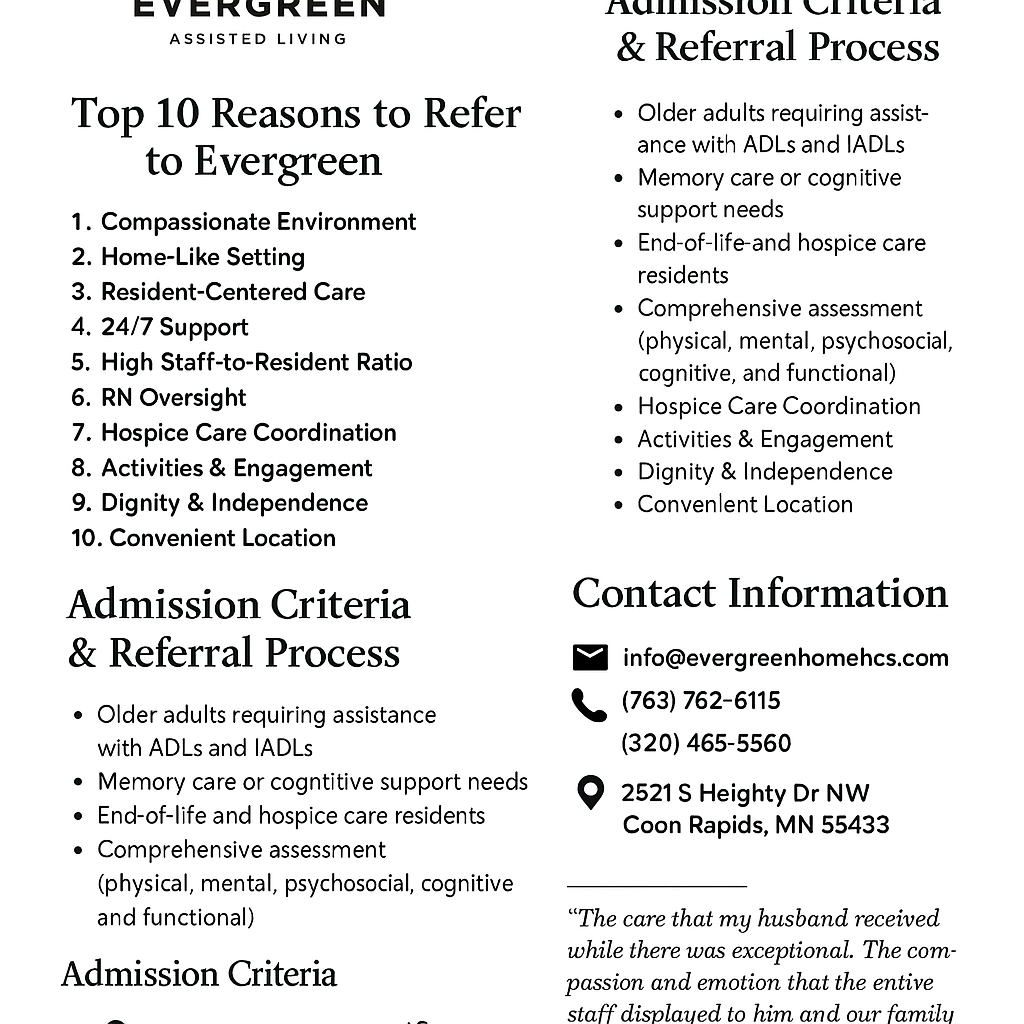 EVERGREEN
ASSISTED LIVING
Top 10 Reasons to Refer
to Evergreen
1. Compassionate Environment
2. Home-Like Setting
3. Resident-Centered Care
4. 24/7 Support
5. High Staff-to-Resident Ratio
6. RN Oversight
7. Hospice Care Coordination
8. Activities & Engagement
9. Dignity & Independence
10. Convenient Location
Admission Criteria
& Referral Process
• Older adults requiring assistance
with ADLs and IADLs
• Memory care or cogntitive support needs
• End-of-life and hospice care residents
• Comprehensive assessment
(physical, mental, psychosocial, cognitive
and functional)
Admission Criteria
Admission Criteria
& Referral Process
• Older adults requiring assist-
ance with ADLs and IADLs
• Memory care or cognitive
support needs
• End-of-life-and hospice care
residents
• Comprehensive assessment
(physical, mental, psychosocial,
cognitive, and functional)
• Hospice Care Coordination
• Activities & Engagement
• Dignity & Independence
• Convenlent Location
Contact Information
info@evergreenhomehcs.com
(763) 762-6115
(320) 465-5560
2521 S Heighty Dr NW
Coon Rapids, MN 55433
“The care that my husband received
while there was exceptional. The com-
passion and emotion that the entive
staff displayed to him and our family